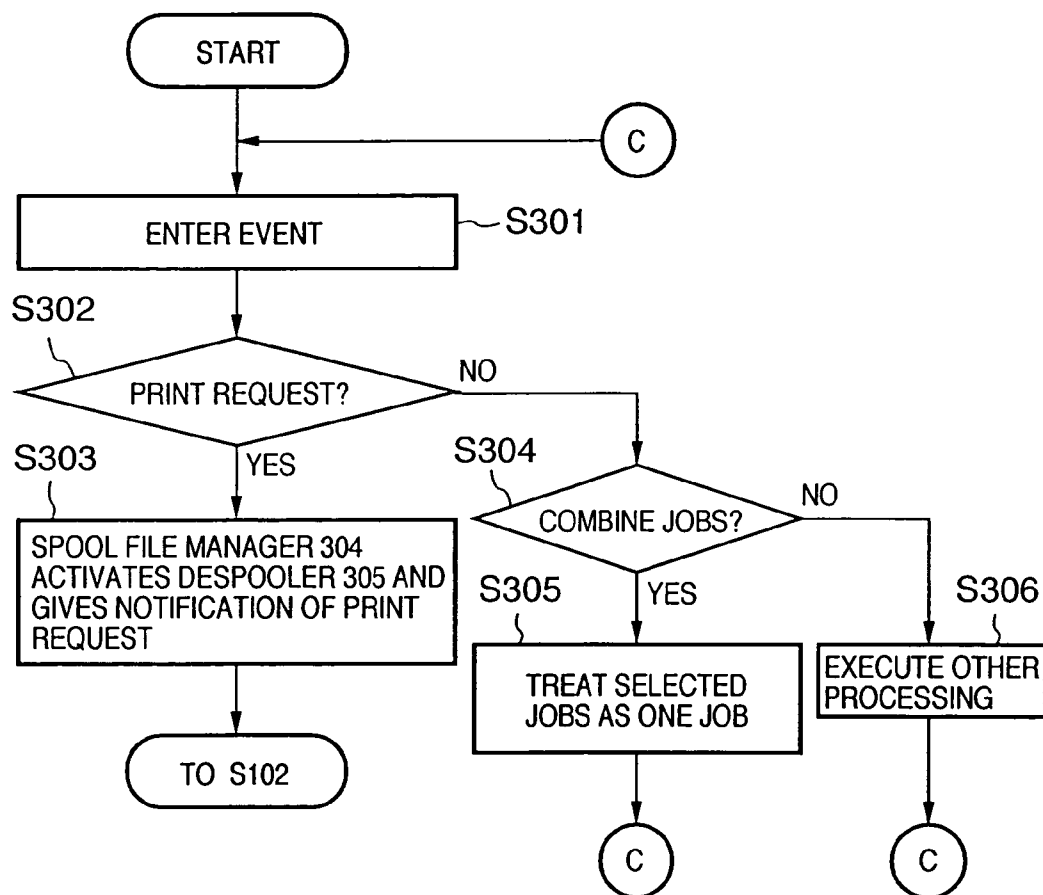 START
C
ENTER EVENT
S301
S302
PRINT REQUEST?
NO
YES
S303
SPOOL FILE MANAGER 304
ACTIVATES DESPOOLER 305 AND
GIVES NOTIFICATION OF PRINT
REQUEST
TO S102
S304
COMBINE JOBS?
NO
YES
S305
TREAT SELECTED
JOBS AS ONE JOB
S306
EXECUTE OTHER
PROCESSING
C
C